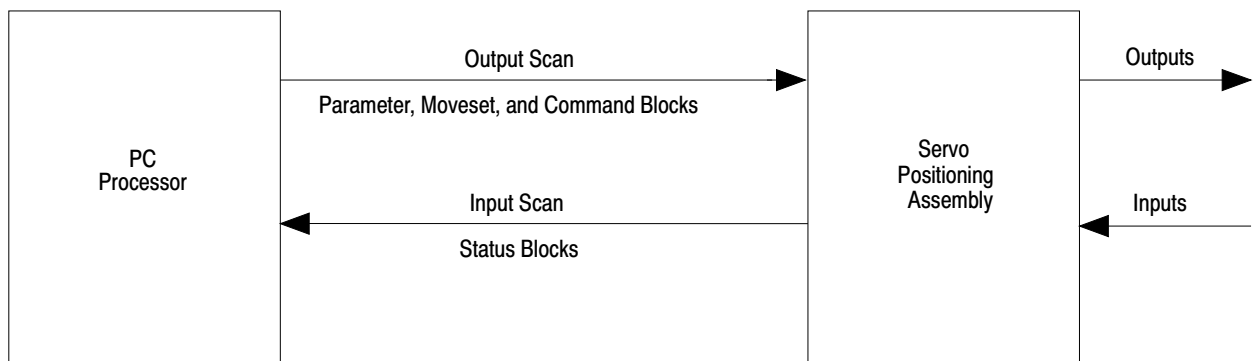 PC
Processor
Output Scan
Parameter, Moveset, and Command Blocks
Input Scan
Status Blocks
Servo
Positioning
Assembly
Outputs
Inputs